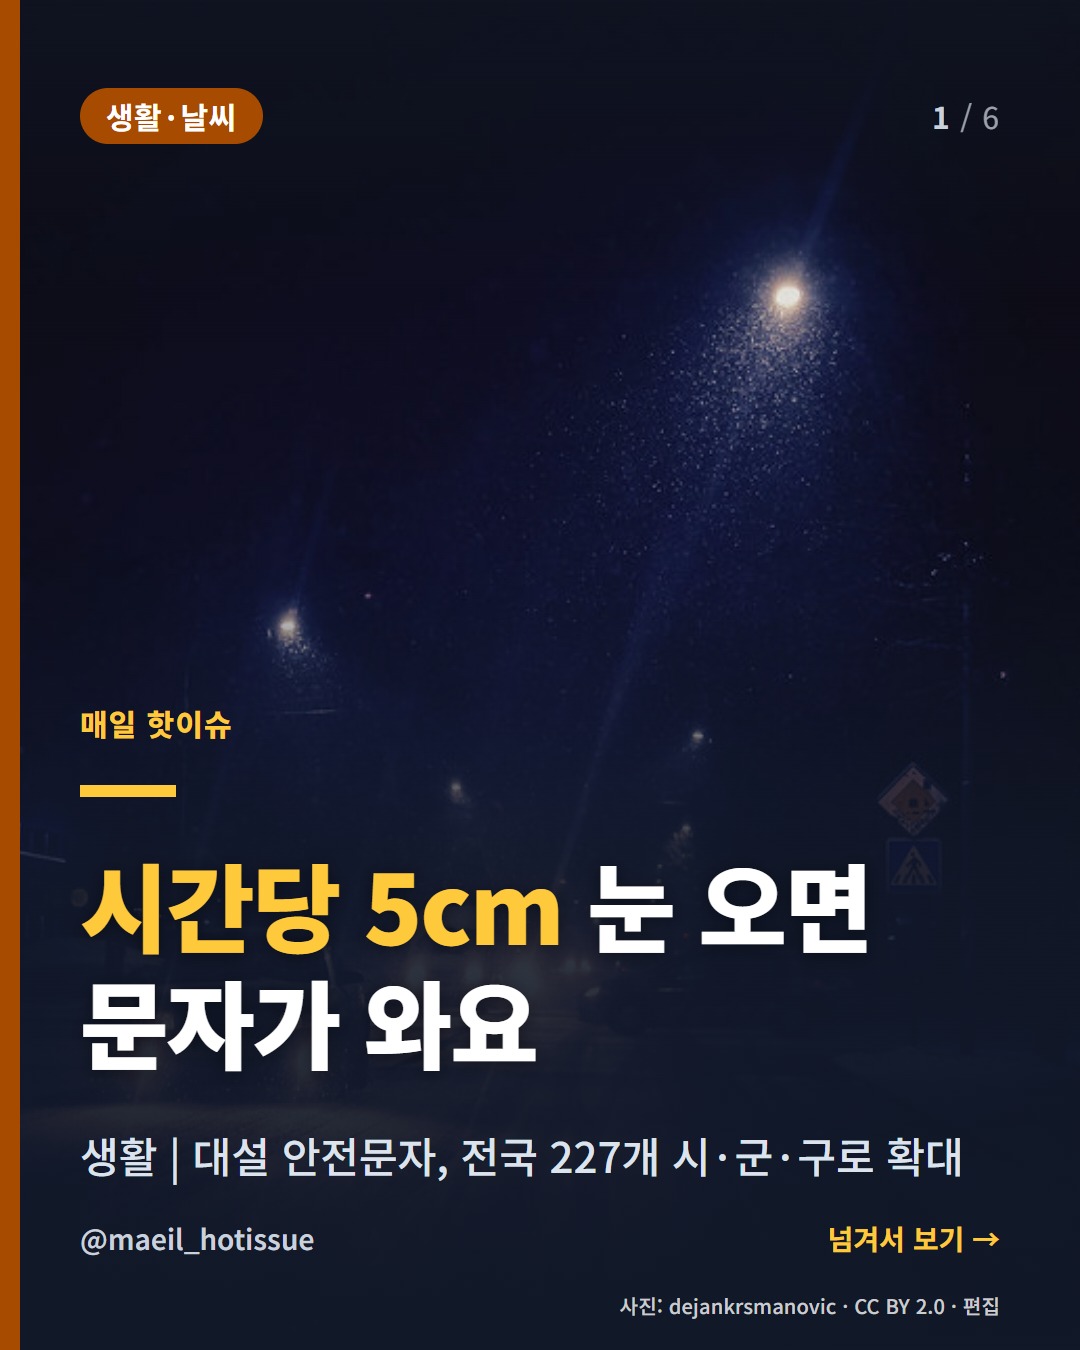 생활·날씨
1 / 6
매일 핫이슈
시간당 5cm 눈 오면
문자가 와요
생활 | 대설 안전문자, 전국 227개 시·군·구로 확대
@maeil_hotissue
넘겨서 보기 →
사진: dejankrsmanovic · CC BY 2.0 · 편집